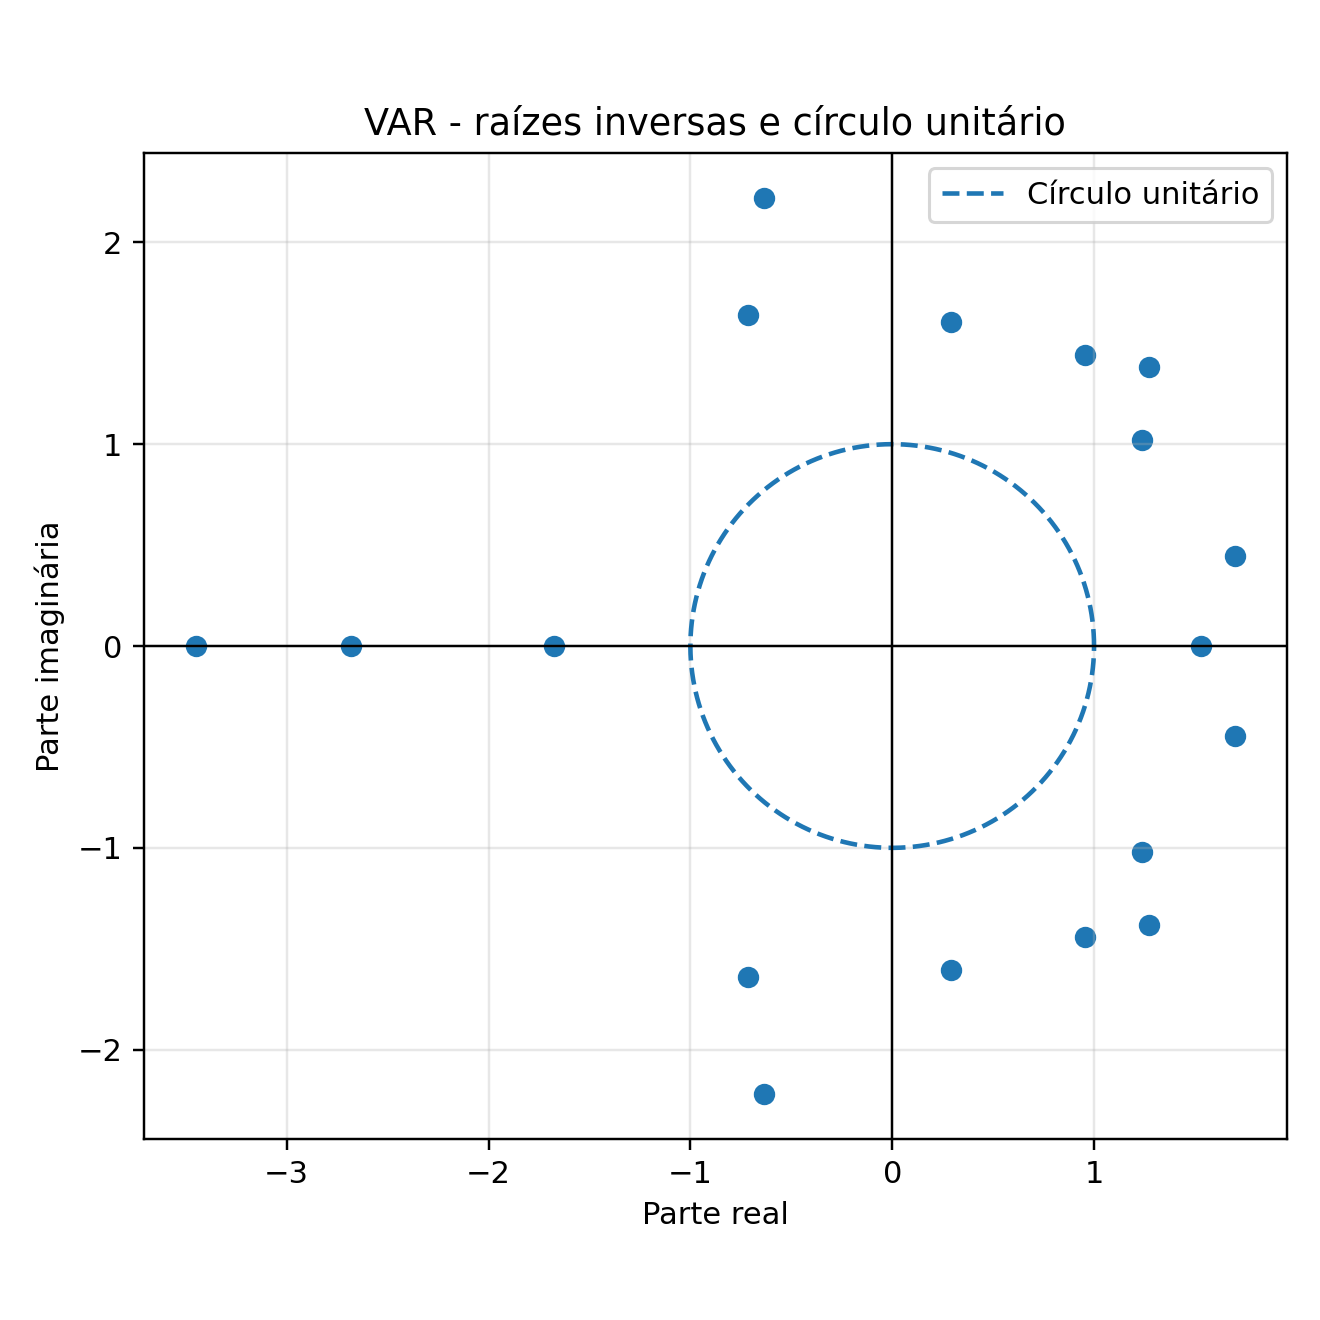 VAR - raízes inversas e círculo unitário
Círculo unitário
2
1
0
−1
−2
Parte imaginária
−3
−2
−1
0
1
Parte real